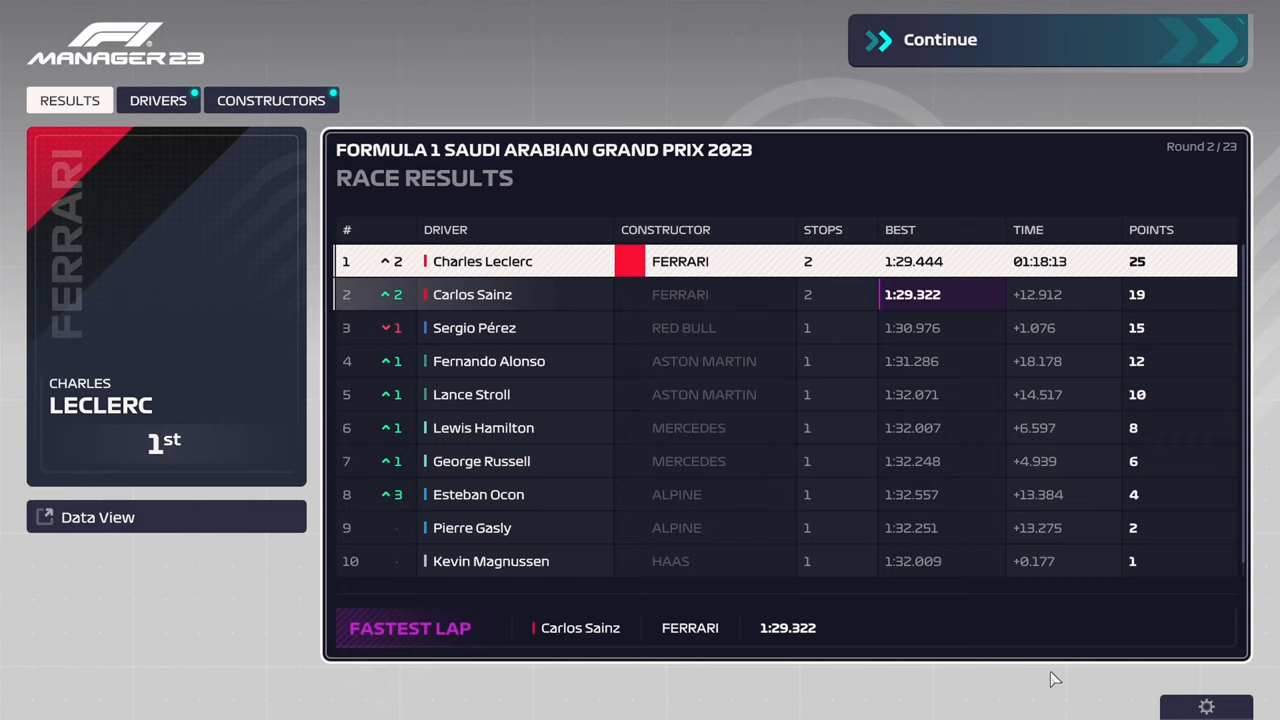 F1
MANAGER 23
Continue
RESULTS DRIVERS CONSTRUCTORS
FERRARI
CHARLES
LECLERC
1st
Data View
FORMULA 1 SAUDI ARABIAN GRAND PRIX 2023 Round 2 / 23
RACE RESULTS
# DRIVER CONSTRUCTOR STOPS BEST TIME POINTS
1 2 Charles Leclerc FERRARI 2 1:29.444 01:18:13 25
2 2 Carlos Sainz FERRARI 2 1:29.322 +12.912 19
3 1 Sergio Pérez RED BULL 1 1:30.976 +1.076 15
4 1 Fernando Alonso ASTON MARTIN 1 1:31.286 +18.178 12
5 1 Lance Stroll ASTON MARTIN 1 1:32.071 +14.517 10
6 1 Lewis Hamilton MERCEDES 1 1:32.007 +6.597 8
7 1 George Russell MERCEDES 1 1:32.248 +4.939 6
8 3 Esteban Ocon ALPINE 1 1:32.557 +13.384 4
9 - Pierre Gasly ALPINE 1 1:32.251 +13.275 2
10 - Kevin Magnussen HAAS 1 1:32.009 +0.177 1
FASTEST LAP Carlos Sainz FERRARI 1:29.322